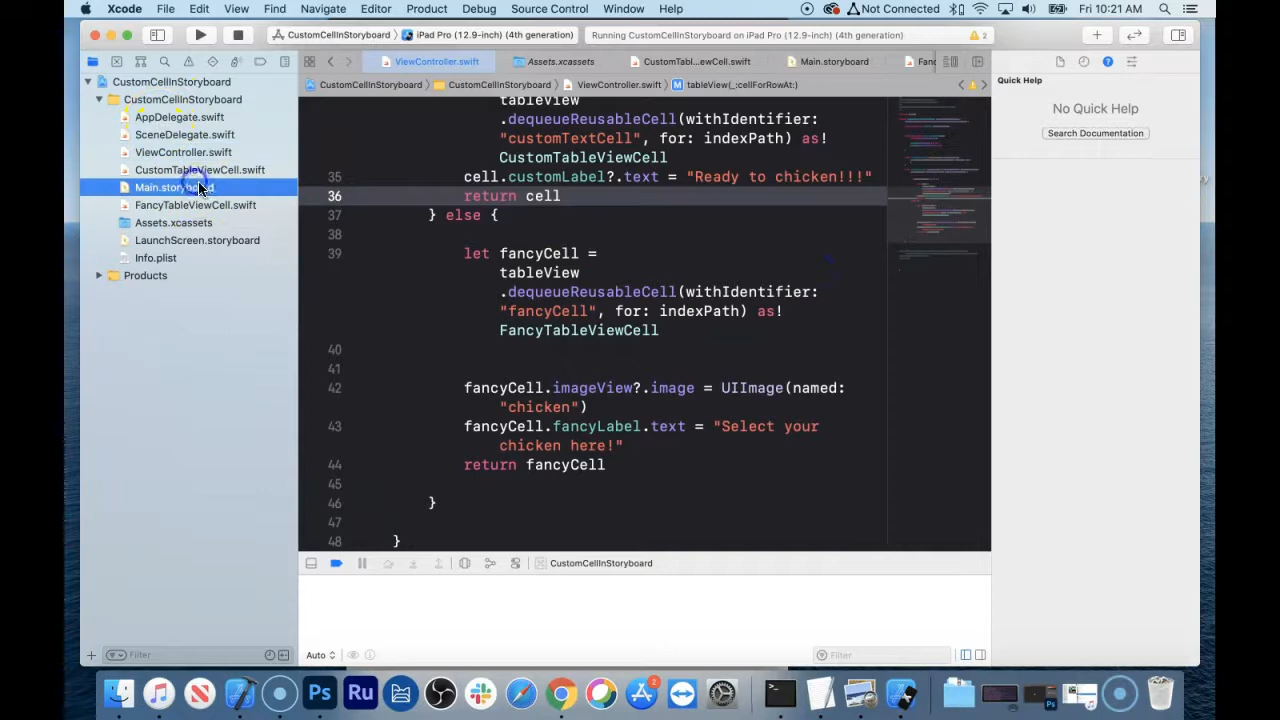 Xcode File Edit View Find Navigate Editor Product Debug Source Control Window Help Not Connected Fri 10:21 AM
CustomCellInStoryboard iPad Pro (12.9-inch) (4th generation) Running CustomCellInStoryboard on iPad Pro (12.9-inch) (4th generation) 2
ViewController.swift Assets.xcassets CustomTabl...ewCell.swift Main.storyboard Fanc
CustomCellInStoryboard CustomCellInStoryboard ViewController.swift M tableView(_:cellForRowAt:)
CustomCellInStoryboard
CustomCellInStoryboard
AppDelegate.swift
SceneDelegate.swift
ViewController.swift
CustomTableViewCell.swift
Main.storyboard
FancyTableViewCell.swift
Assets.xcassets
LaunchScreen.storyboard
Info.plist
Products
Filter
tableView
.dequeueReusableCell(withIdentifier:
"customTextCell", for: indexPath) as!
CustomTableViewCell
35 cell.customLabel?.text = "Ready to chicken!!!"
36 return cell
37 } else {
38
39 let fancyCell =
tableView
.dequeueReusableCell(withIdentifier:
"fancyCell", for: indexPath) as!
FancyTableViewCell
40
41
42 fancyCell.imageView?.image = UIImage(named:
"chicken")
fancyCell.fancyLabel.text = "Select your
chicken here!"
return fancyCell
46 }
}
CustomCellInStoryboard
Auto
Filter
Quick Help
No Quick Help
Search Documentation
Ru
Ps